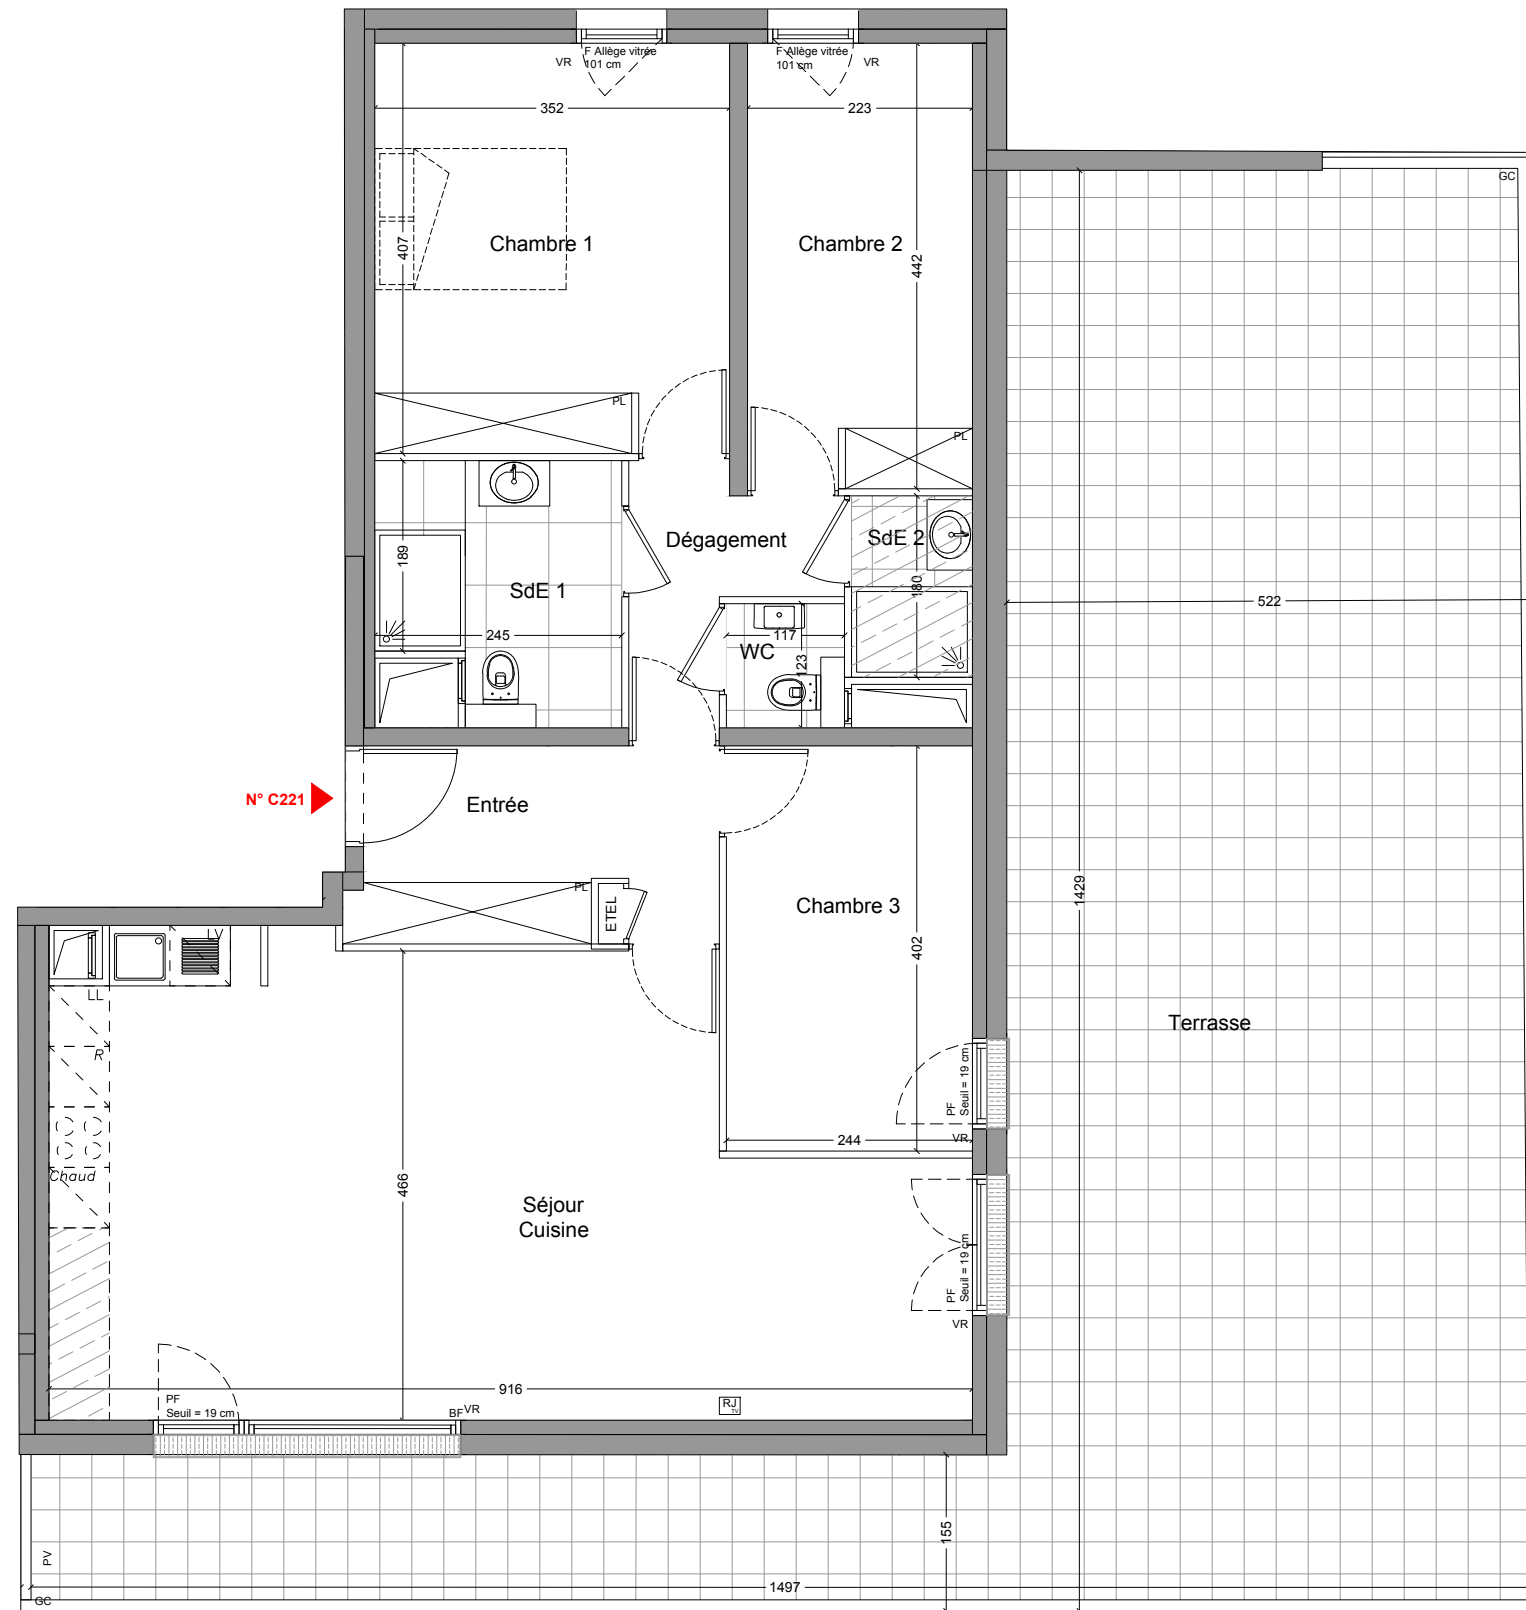 F Allège vitrée
101 cm
VR
F Allège vitrée
101 cm
VR
352
223
GC
407
Chambre 1
Chambre 2
442
PL
PL
189
Dégagement
SdE 2
SdE 1
180
522
245
117
WC
123
N° C221
Entrée
PL
ETEL
Chambre 3
1429
402
LV
LL
R
Terrasse
PF
Seuil = 19 cm
VR
244
Chaud
466
Séjour
Cuisine
PF
Seuil = 19 cm
VR
916
PF
Seuil = 19 cm
BF
VR
RJ
TV
155
PV
1497
GC